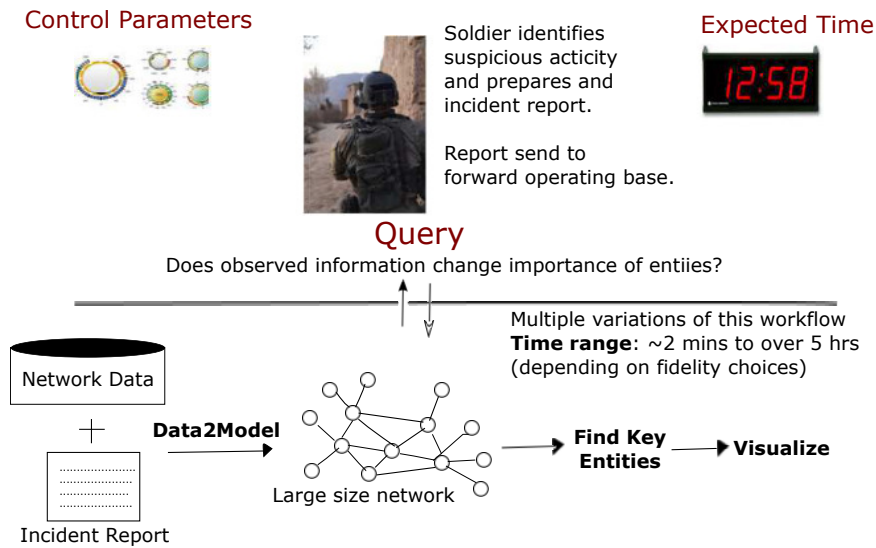 Control Parameters
Soldier identifies
suspicious acticity
and prepares and
incident report.
Report send to
forward operating base.
Expected Time
12:58
Query
Does observed information change importance of entiies?
Multiple variations of this workflow
Time range: ~2 mins to over 5 hrs
(depending on fidelity choices)
Network Data
+
Data2Model
Large size network
Find Key
Entities
Visualize
Incident Report